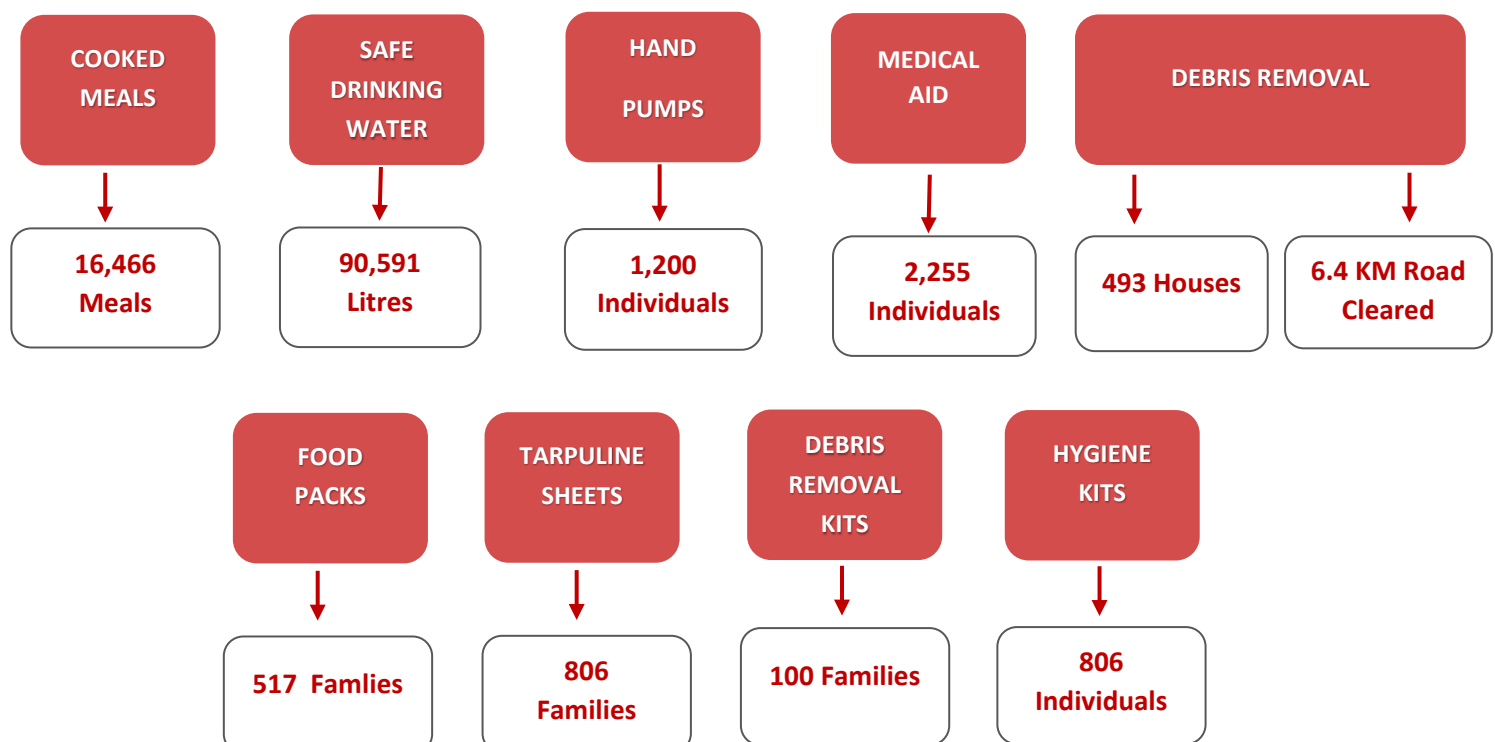 COOKED
MEALS
SAFE
DRINKING
WATER
HAND
PUMPS
MEDICAL
AID
DEBRIS REMOVAL
16,466
Meals
90,591
Litres
1,200
Individuals
2,255
Individuals
493 Houses
6.4 KM Road
Cleared
FOOD
PACKS
TARPULINE
SHEETS
DEBRIS
REMOVAL
KITS
HYGIENE
KITS
517 Famlies
806
Families
100 Families
806
Individuals